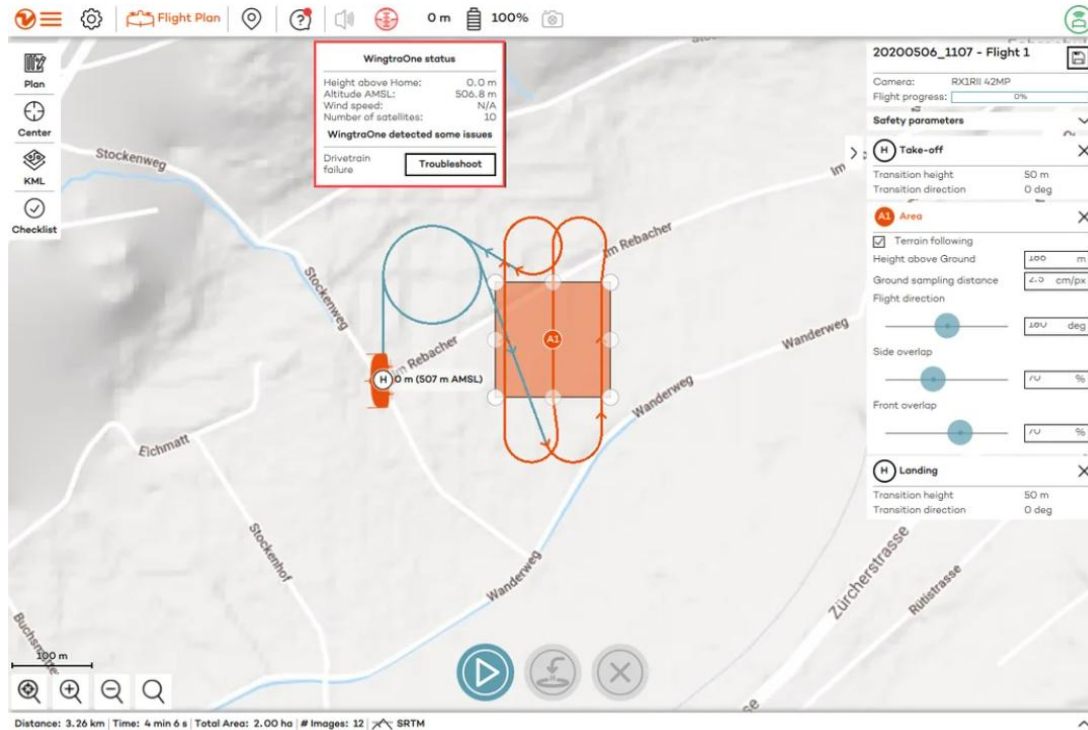 Flight Plan
0 m
100%
Plan
Center
KML
Checklist
WingtraOne status
Height above Home: 0.0 m
Altitude AMSL: 506.8 m
Wind speed: N/A
Number of satellites: 10
WingtraOne detected some issues
Drivetrain failure
Troubleshoot
20200506_1107 - Flight 1
Camera: RX1RII 42MP
Flight progress: 0%
Safety parameters
H Take-off
Transition height 50 m
Transition direction 0 deg
A1 Area
Terrain following
Height above Ground m
Ground sampling distance cm/px
Flight direction
deg
Side overlap
70 %
Front overlap
70 %
H Landing
Transition height 50 m
Transition direction 0 deg
Stockenweg
Im
Im Rebacher
Stockenweg
Im Rebacher
A1
H 0 m (507 m AMSL)
Wanderweg
Wanderweg
Eichmatt
Stockenhof
Wanderweg
Zürcherstrasse
Rütistrasse
100 m
Distance: 3.26 km | Time: 4 min 6 s | Total Area: 2.00 ha | # Images: 12 | SRTM